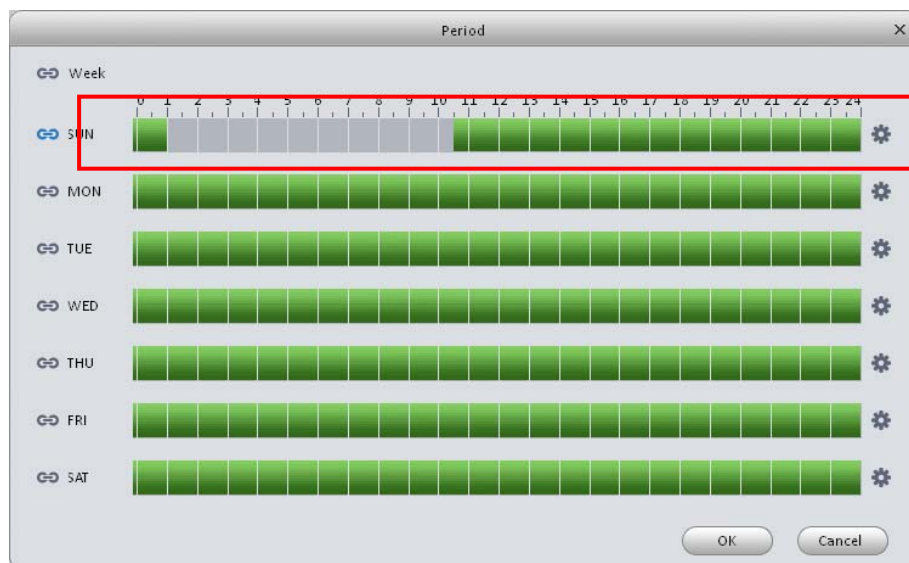 Period
Week
0 1 2 3 4 5 6 7 8 9 10 11 12 13 14 15 16 17 18 19 20 21 22 23 24
SUN
MON
TUE
WED
THU
FRI
SAT
OK Cancel